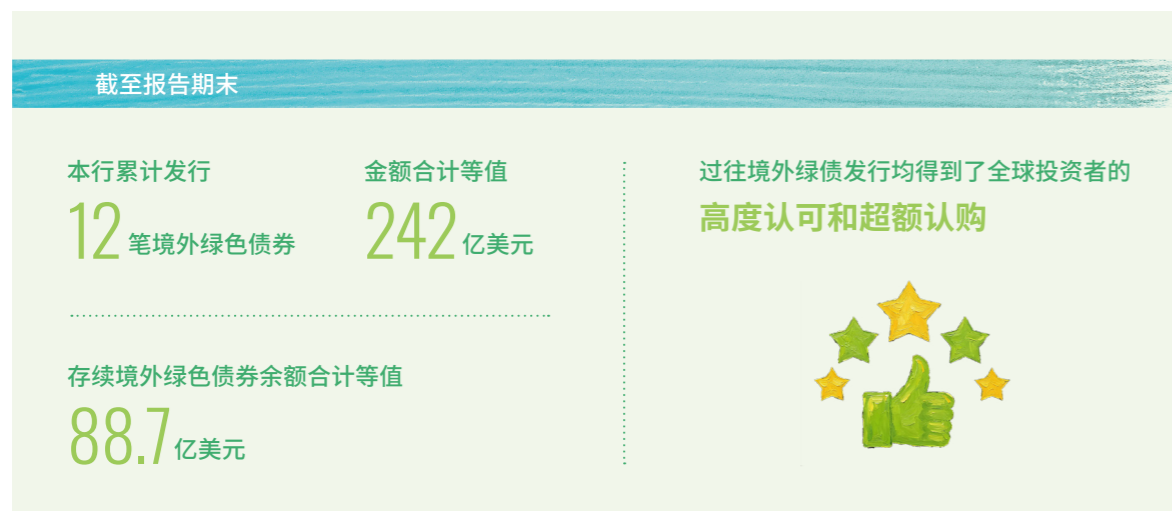 截至报告期末
本行累计发行
12笔境外绿色债券
金额合计等值
242亿美元
存续境外绿色债券余额合计等值
88.7亿美元
过往境外绿债发行均得到了全球投资者的
高度认可和超额认购